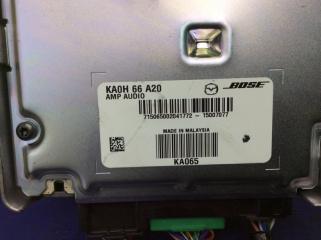 KA0H 66 A20
AMP AUDIO
BOSE
715065002041772 - 15007077
MADE IN MALAYSIA
KA065